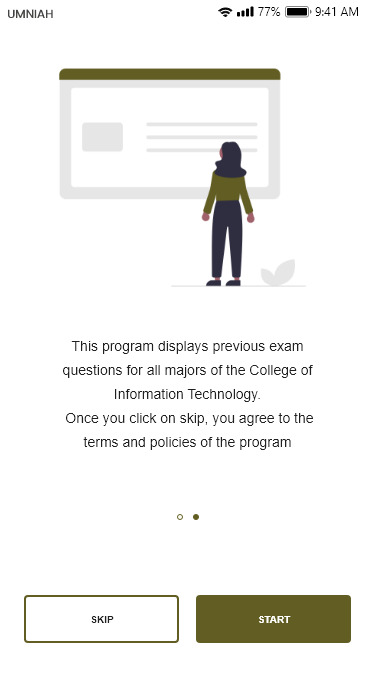 UMNIAH 77% 9:41 AM
This program displays previous exam
questions for all majors of the College of
Information Technology.
Once you click on skip, you agree to the
terms and policies of the program
SKIP START